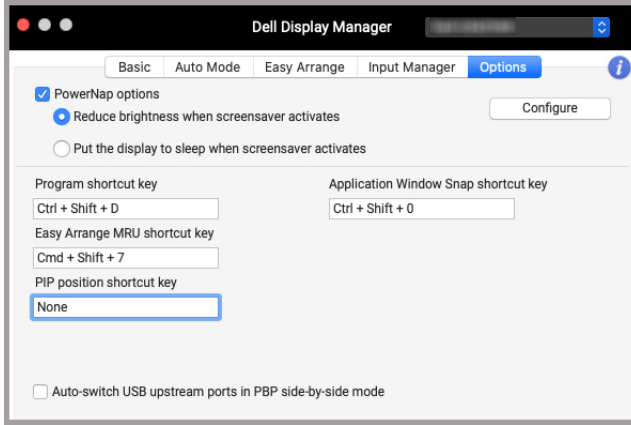 Dell Display Manager
Basic
Auto Mode
Easy Arrange
Input Manager
Options
i
PowerNap options
Configure
Reduce brightness when screensaver activates
Put the display to sleep when screensaver activates
Program shortcut key
Application Window Snap shortcut key
Ctrl + Shift + D
Ctrl + Shift + 0
Easy Arrange MRU shortcut key
Cmd + Shift + 7
PIP position shortcut key
None
Auto-switch USB upstream ports in PBP side-by-side mode